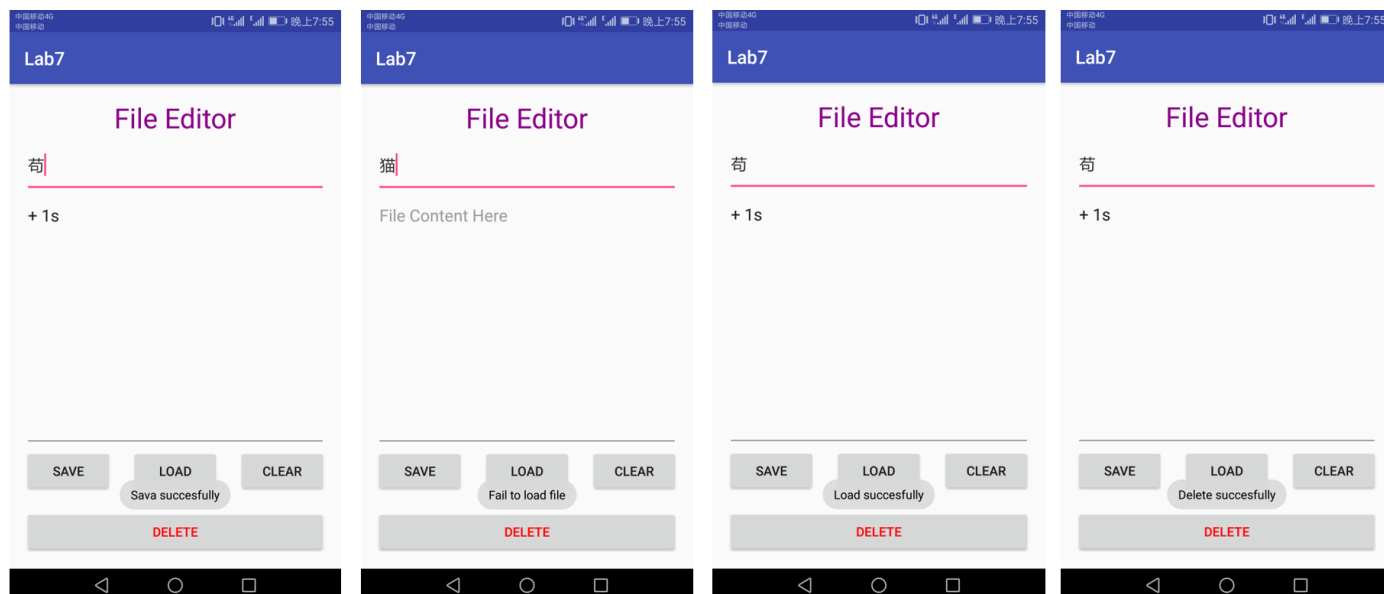 中国移动4G
中国移动
晚上7:55
Lab7
File Editor
苟
+ 1s
SAVE LOAD CLEAR
Sava succesfully
DELETE
中国移动4G
中国移动
晚上7:55
Lab7
File Editor
猫
File Content Here
SAVE LOAD CLEAR
Fail to load file
DELETE
中国移动4G
中国移动
晚上7:55
Lab7
File Editor
苟
+ 1s
SAVE LOAD CLEAR
Load succesfully
DELETE
中国移动4G
中国移动
晚上7:55
Lab7
File Editor
苟
+ 1s
SAVE LOAD CLEAR
Delete succesfully
DELETE